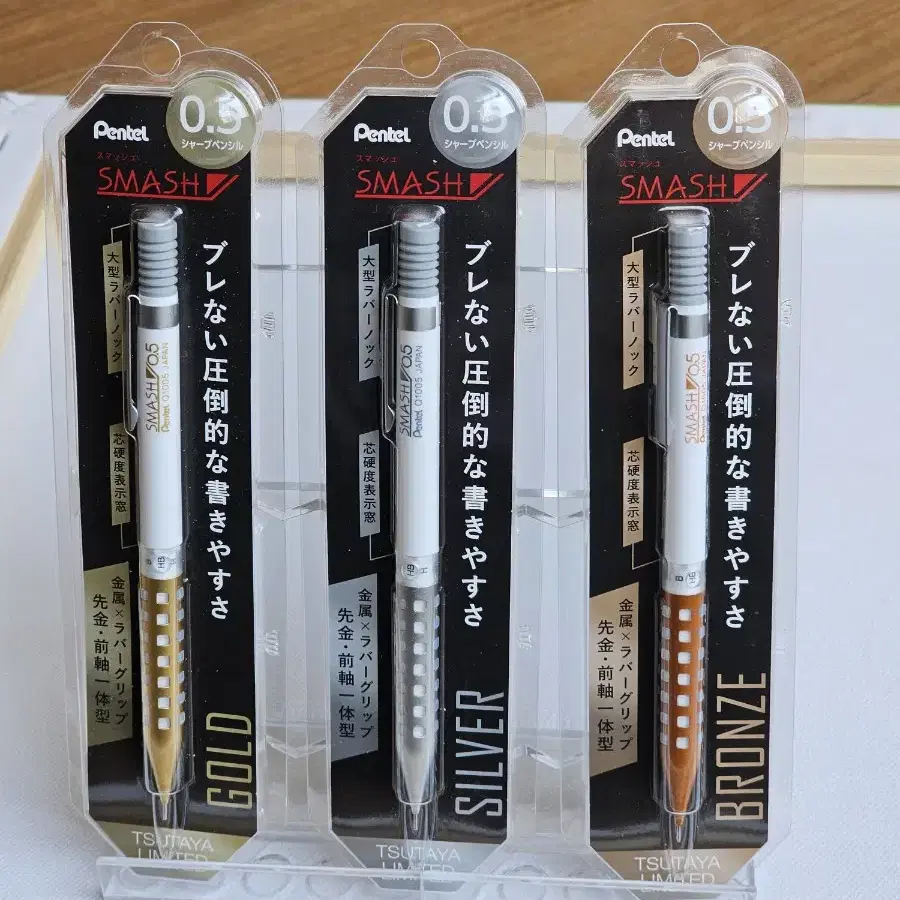 Pentel
0.5
シャープペンシル
スマッシュ
SMASH
大型ラバーノック
ブレない圧倒的な書きやすさ
SMASH 0.5
Pentel Q1005 JAPAN
芯硬度表示窓
B HB
金属×ラバーグリップ
先金・前軸一体型
GOLD
TSUTAYA
LIMITED
Pentel
0.5
シャープペンシル
スマッシュ
SMASH
大型ラバーノック
ブレない圧倒的な書きやすさ
SMASH 0.5
Pentel Q1005 JAPAN
芯硬度表示窓
HB H
金属×ラバーグリップ
先金・前軸一体型
SILVER
TSUTAYA
LIMITED
Pentel
0.5
シャープペンシル
スマッシュ
SMASH
大型ラバーノック
ブレない圧倒的な書きやすさ
SMASH 0.5
Pentel
芯硬度表示窓
B HB
金属×ラバーグリップ
先金・前軸一体型
BRONZE
TSUTAYA
LIMITED